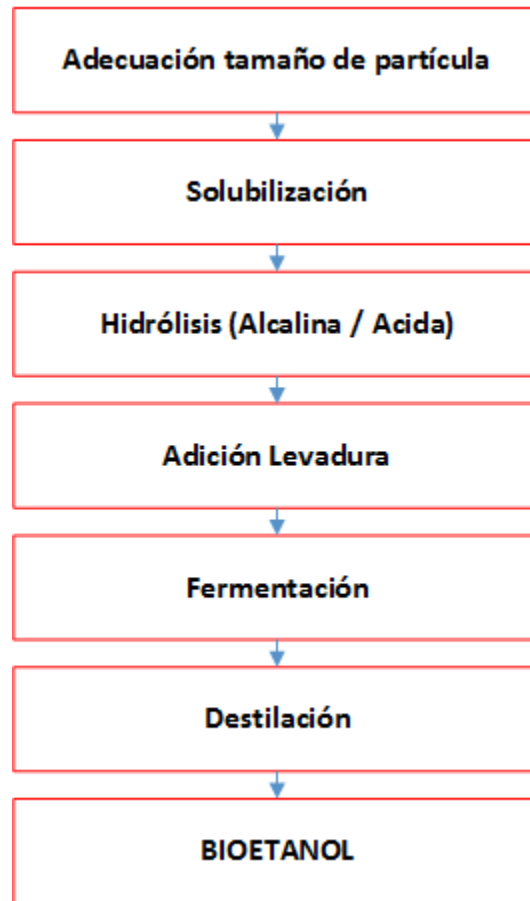 Adecuación tamaño de partícula
Solubilización
Hidrólisis (Alcalina / Acida)
Adición Levadura
Fermentación
Destilación
BIOETANOL